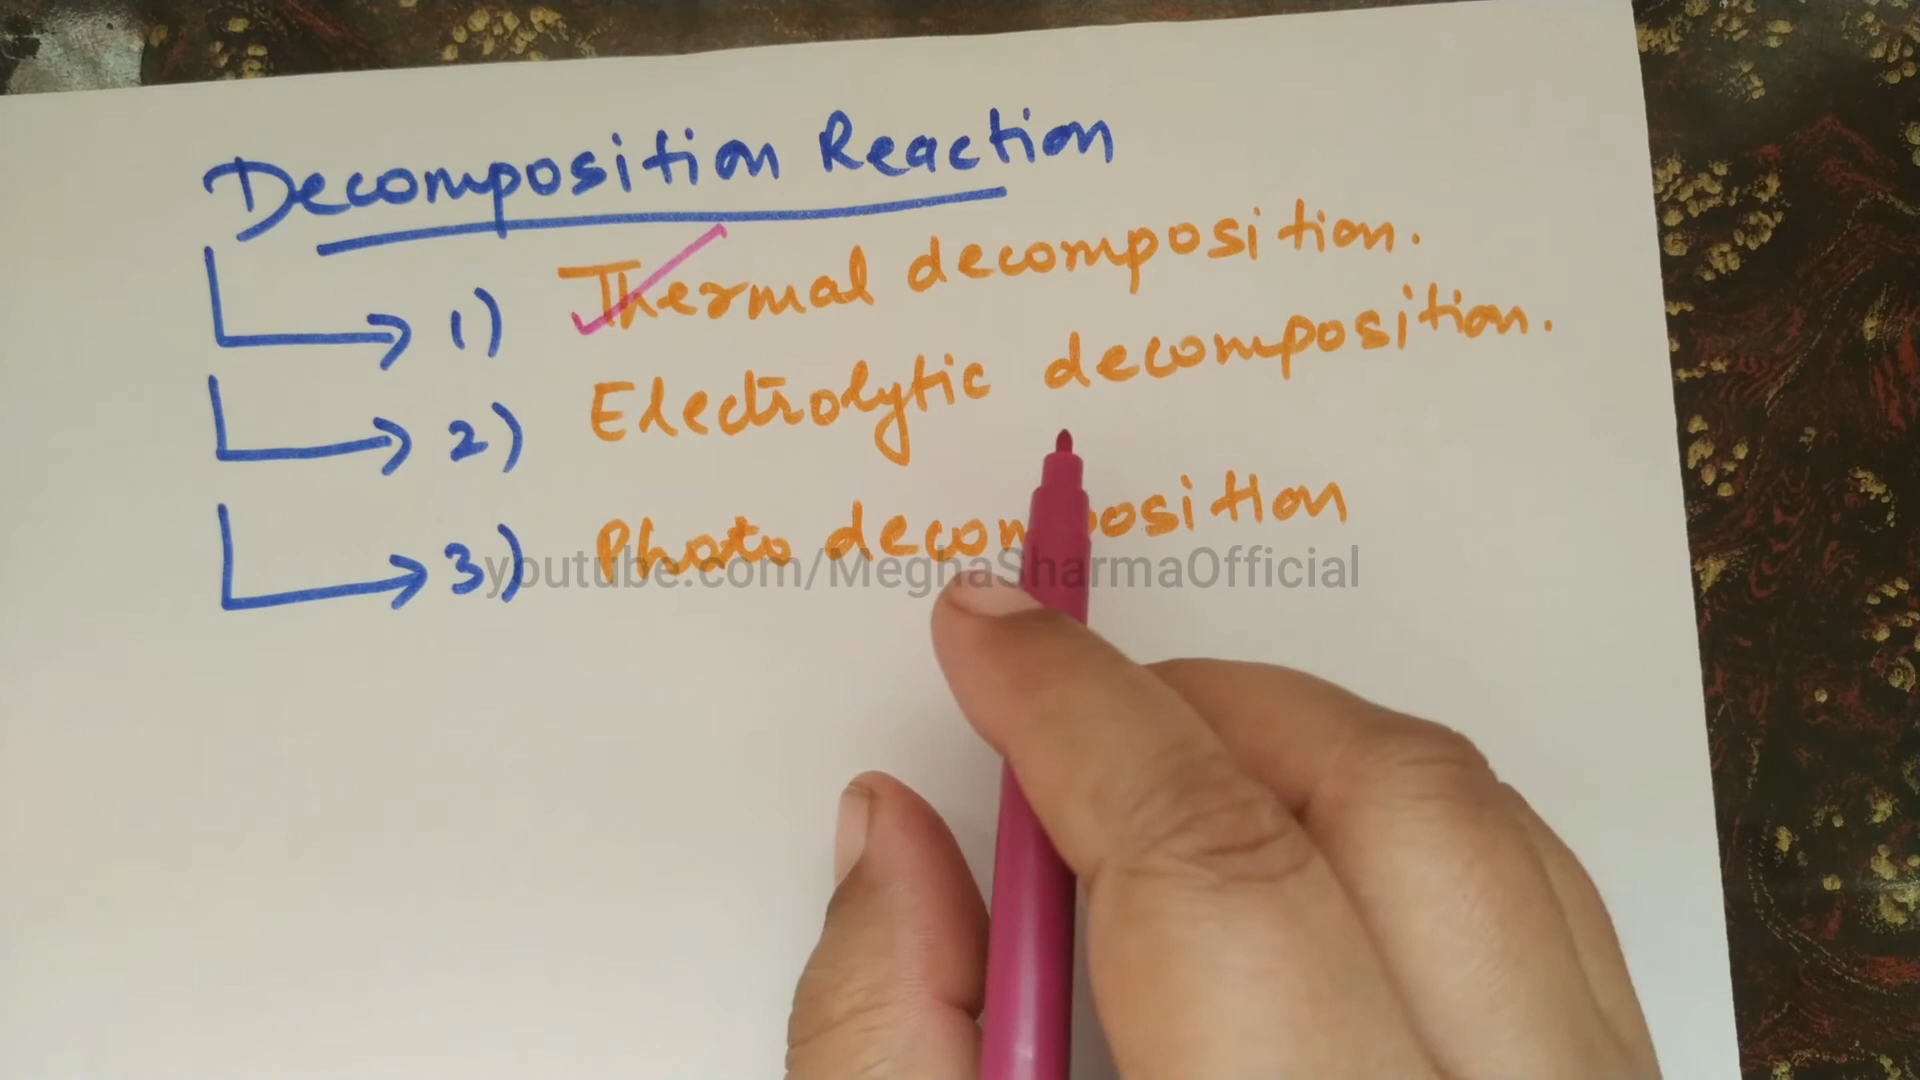 Decomposition Reaction
1) Thermal decomposition.
2) Electrolytic decomposition.
3) Photo decomposition
youtube.com/MeghaSharmaOfficial